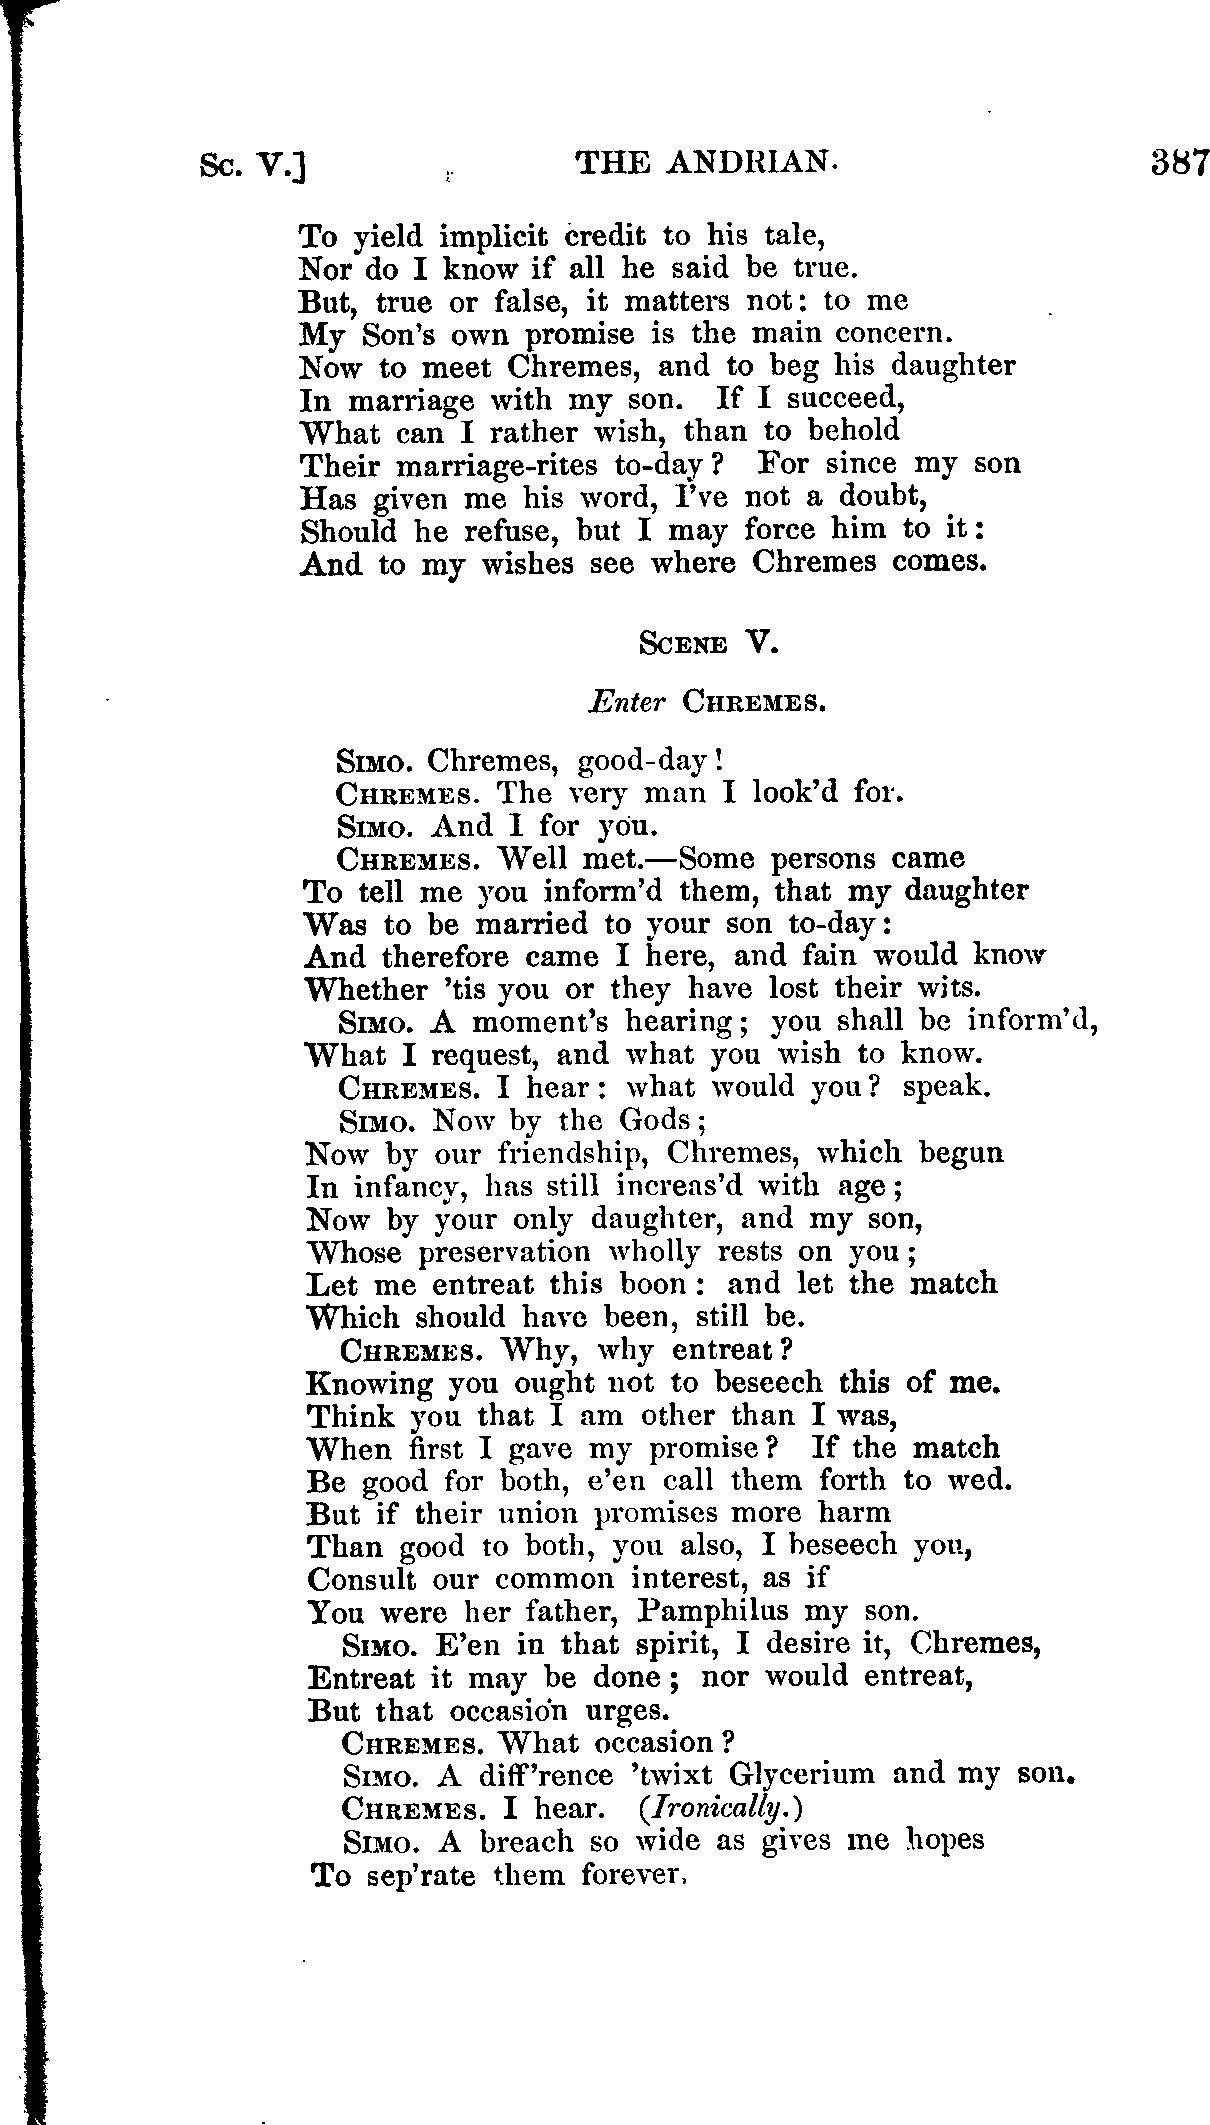 Sc. V.] THE ANDRIAN. 387
To yield implicit credit to his tale,
Nor do I know if all he said be true.
But, true or false, it matters not: to me
My Son's own promise is the main concern.
Now to meet Chremes, and to beg his daughter
In marriage with my son. If I succeed,
What can I rather wish, than to behold
Their marriage-rites to-day? For since my son
Has given me his word, I've not a doubt,
Should he refuse, but I may force him to it:
And to my wishes see where Chremes comes.
Scene V.
Enter Chremes.
Simo. Chremes, good-day!
Chremes. The very man I look'd for.
Simo. And I for you.
Chremes. Well met.—Some persons came
To tell me you inform'd them, that my daughter
Was to be married to your son to-day:
And therefore came I here, and fain would know
Whether 'tis you or they have lost their wits.
Simo. A moment's hearing; you shall be inform'd,
What I request, and what you wish to know.
Chremes. I hear: what would you? speak.
Simo. Now by the Gods;
Now by our friendship, Chremes, which begun
In infancy, has still increas'd with age;
Now by your only daughter, and my son,
Whose preservation wholly rests on you;
Let me entreat this boon: and let the match
Which should have been, still be.
Chremes. Why, why entreat?
Knowing you ought not to beseech this of me.
Think you that I am other than I was,
When first I gave my promise? If the match
Be good for both, e'en call them forth to wed.
But if their union promises more harm
Than good to both, you also, I beseech you,
Consult our common interest, as if
You were her father, Pamphilus my son.
Simo. E'en in that spirit, I desire it, Chremes,
Entreat it may be done; nor would entreat,
But that occasion urges.
Chremes. What occasion?
Simo. A diff'rence 'twixt Glycerium and my son.
Chremes. I hear. (Ironically.)
Simo. A breach so wide as gives me hopes
To sep'rate them forever.